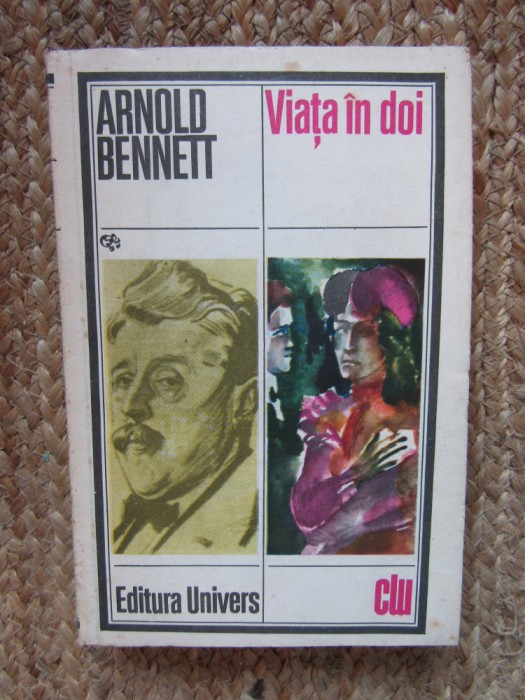 ARNOLD
BENNETT
Viața în doi
Editura Univers
clu